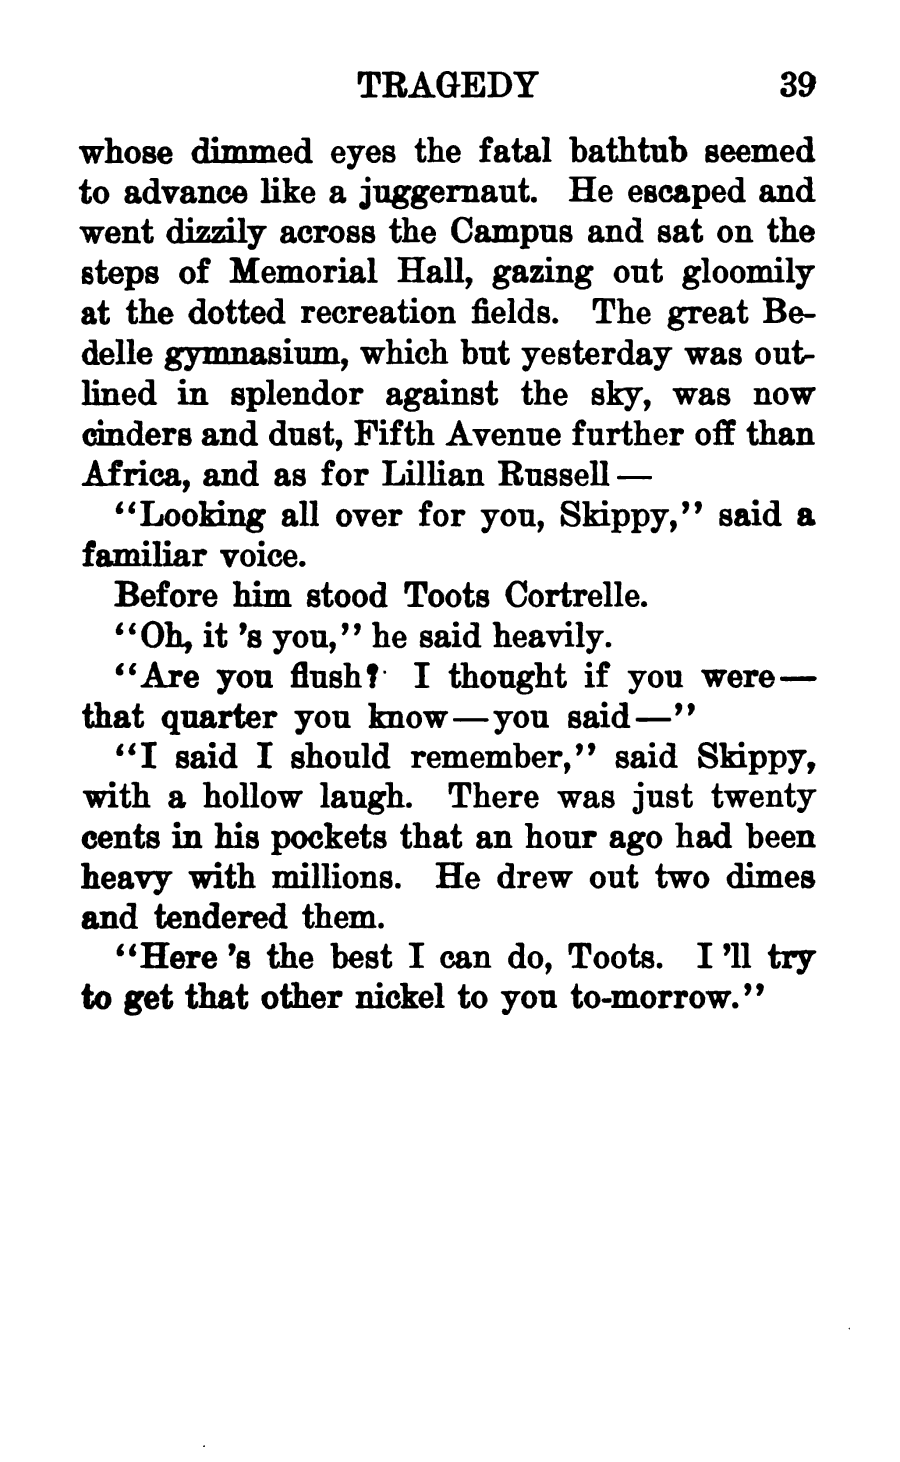 TRAGEDY 39
whose dimmed eyes the fatal bathtub seemed
to advance like a juggernaut. He escaped and
went dizzily across the Campus and sat on the
steps of Memorial Hall, gazing out gloomily
at the dotted recreation fields. The great Be-
delle gymnasium, which but yesterday was out-
lined in splendor against the sky, was now
cinders and dust, Fifth Avenue further off than
Africa, and as for Lillian Russell —
“Looking all over for you, Skippy,” said a
familiar voice.
Before him stood Toots Cortrelle.
“Oh, it ’s you,” he said heavily.
“Are you flush? I thought if you were—
that quarter you know—you said—”
“I said I should remember,” said Skippy,
with a hollow laugh. There was just twenty
cents in his pockets that an hour ago had been
heavy with millions. He drew out two dimes
and tendered them.
“Here ’s the best I can do, Toots. I ’ll try
to get that other nickel to you to-morrow.”